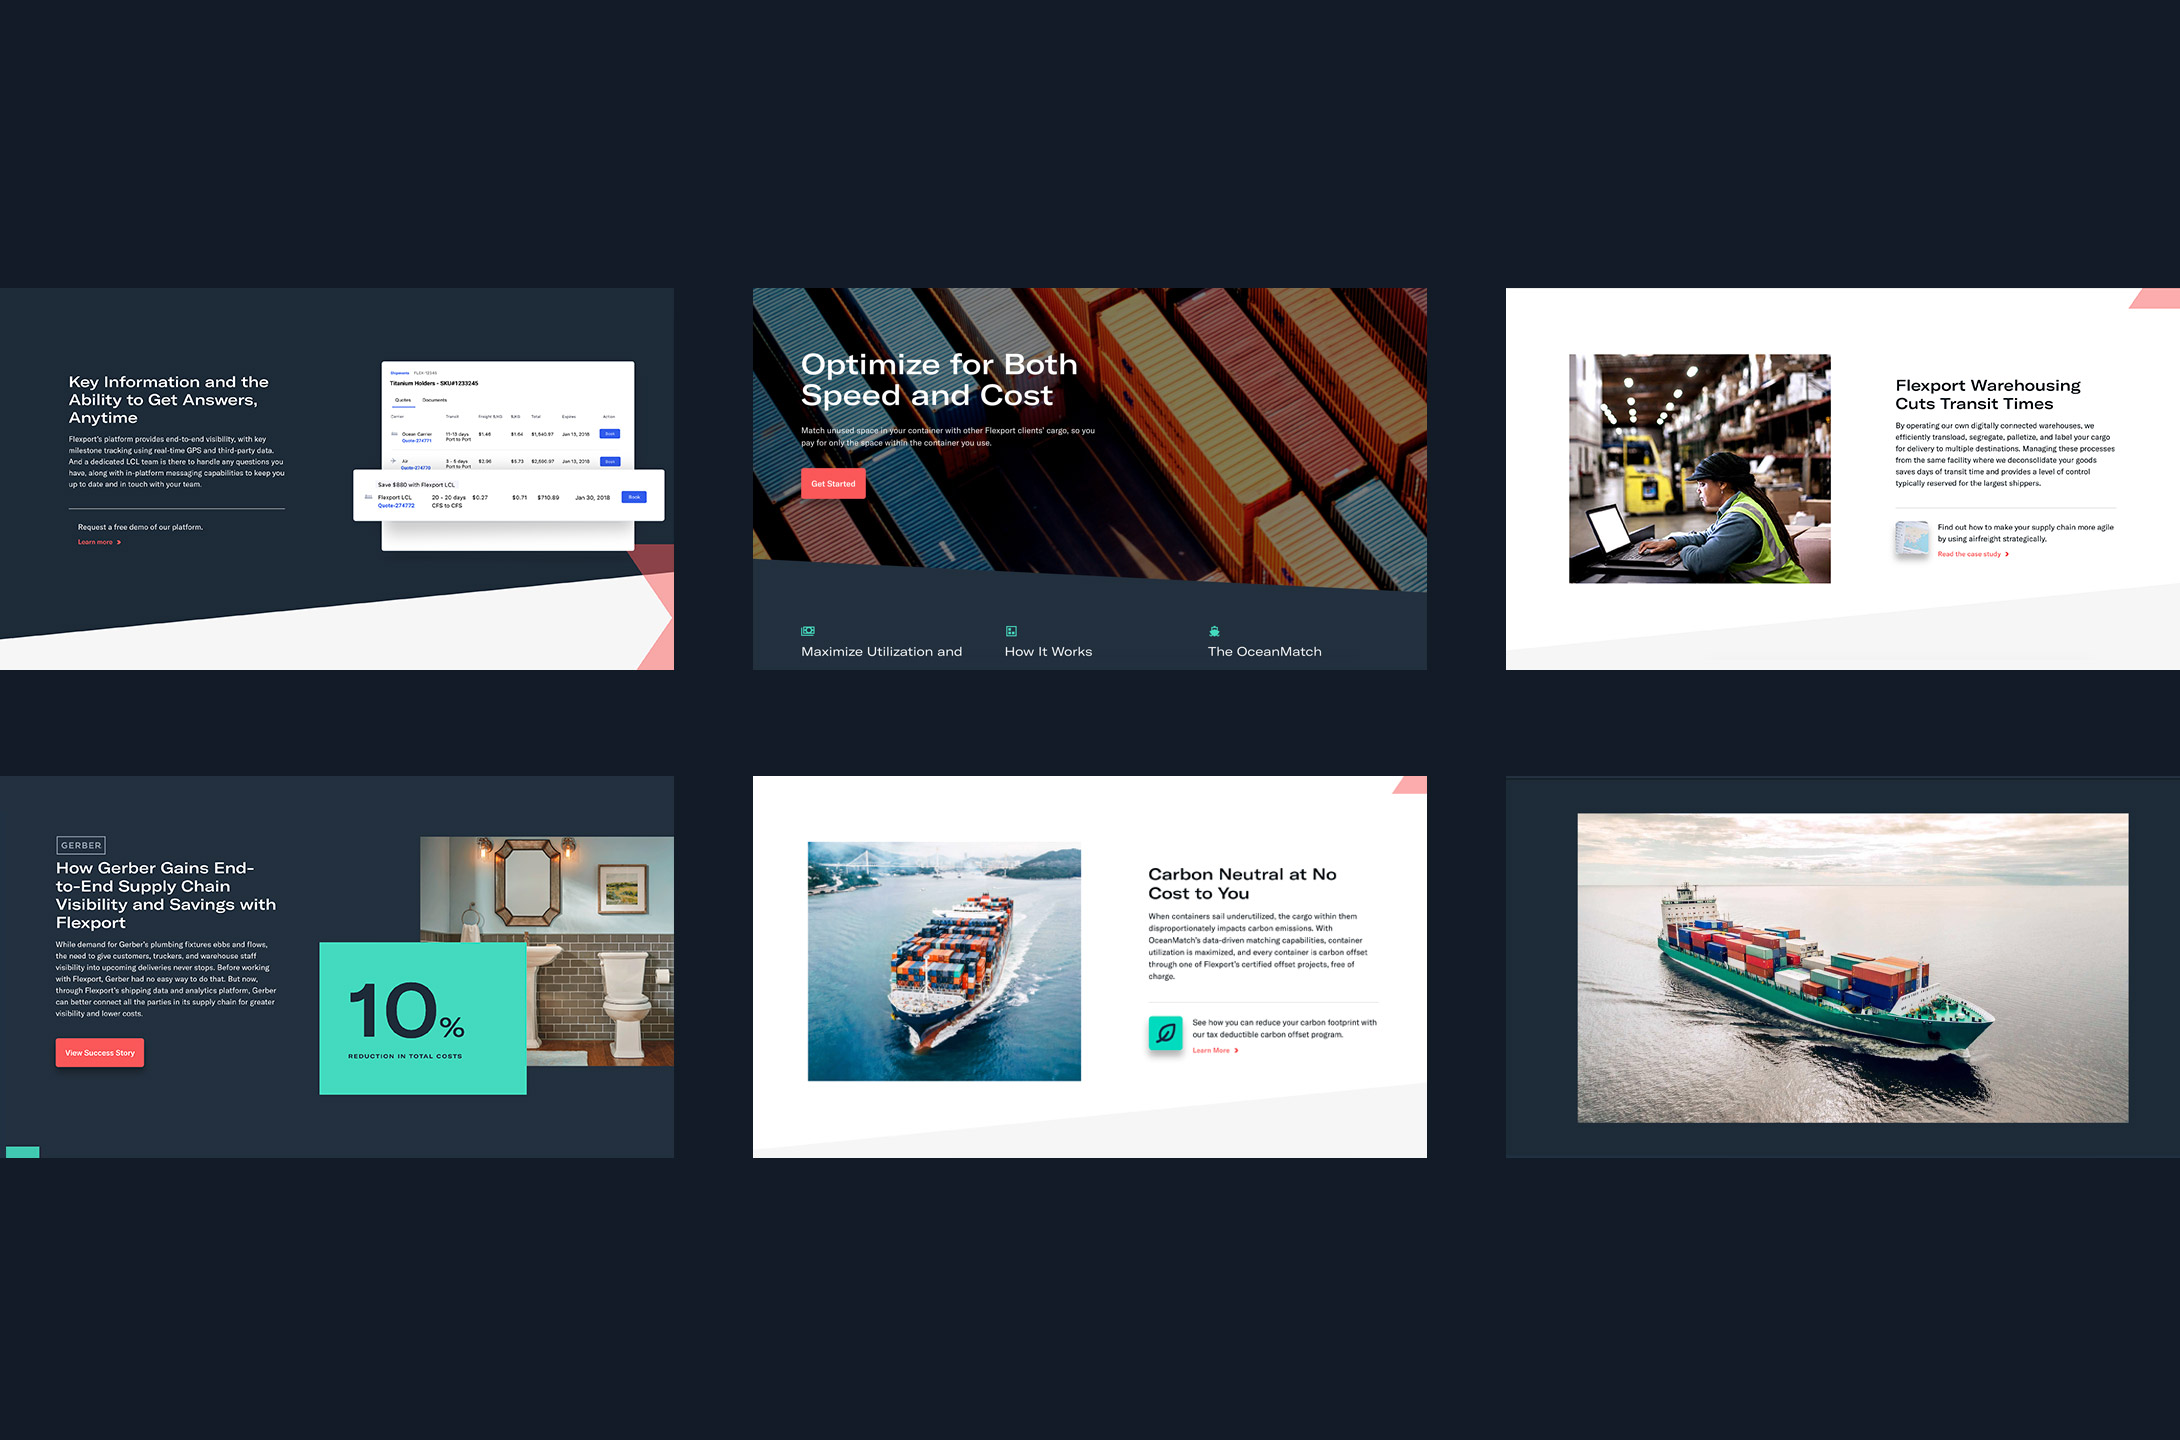 Key Information and the
Ability to Get Answers,
Anytime
Flexport's platform provides end-to-end visibility, with key
milestone tracking using real-time GPS and third-party data.
And a dedicated LCL team is there to handle any questions you
have, along with in-platform messaging capabilities to keep you
up to date and in touch with your team.
Request a free demo of our platform.
Learn more
Shipments FLEX-12345
Titanium Holders - SKU#1233245
Quotes Documents
Carrier Transit Freight $/KG $/KG Total Expires Action
Ocean Carrier 11-13 days $1.46 $1.64 $1,640.97 Jan 13, 2018 Book
Quote-274771 Port to Port
Air 3 - 5 days $3.96 $5.73 Jan 13, 2018 Book
Quote-274770 Port to Port
Save $880 with Flexport LCL
Flexport LCL 20 - 20 days $0.27 $0.71 $710.89 Jan 30, 2018 Book
Quote-274772 CFS to CFS
Optimize for Both
Speed and Cost
Match unused space in your container with other Flexport clients' cargo, so you
pay for only the space within the container you use.
Get Started
Maximize Utilization and
How It Works
The OceanMatch
Flexport Warehousing
Cuts Transit Times
By operating our own digitally connected warehouses, we
efficiently transload, segregate, palletize, and label your cargo
for delivery to multiple destinations. Managing these processes
from the same facility where we deconsolidate your goods
saves days of transit time and provides a level of control
typically reserved for the largest shippers.
Find out how to make your supply chain more agile
by using airfreight strategically.
Read the case study
GERBER
How Gerber Gains End-
to-End Supply Chain
Visibility and Savings with
Flexport
While demand for Gerber's plumbing fixtures ebbs and flows,
the need to give customers, truckers, and warehouse staff
visibility into upcoming deliveries never stops. Before working
with Flexport, Gerber had no easy way to do that. But now,
through Flexport's shipping data and analytics platform, Gerber
can better connect all the parties in its supply chain for greater
visibility and lower costs.
View Success Story
10%
REDUCTION IN TOTAL COSTS
Carbon Neutral at No
Cost to You
When containers sail underutilized, the cargo within them
disproportionately impacts carbon emissions. With
OceanMatch's data-driven matching capabilities, container
utilization is maximized, and every container is carbon offset
through one of Flexport's certified offset projects, free of
charge.
See how you can reduce your carbon footprint with
our tax deductible carbon offset program.
Learn More